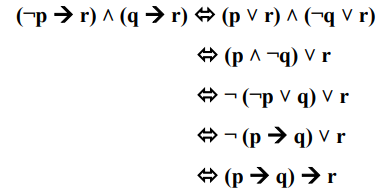 (¬p → r) ∧ (q → r) ⇔ (p ∨ r) ∧ (¬q ∨ r)
⇔ (p ∧ ¬q) ∨ r
⇔ ¬ (¬p ∨ q) ∨ r
⇔ ¬ (p → q) ∨ r
⇔ (p → q) → r